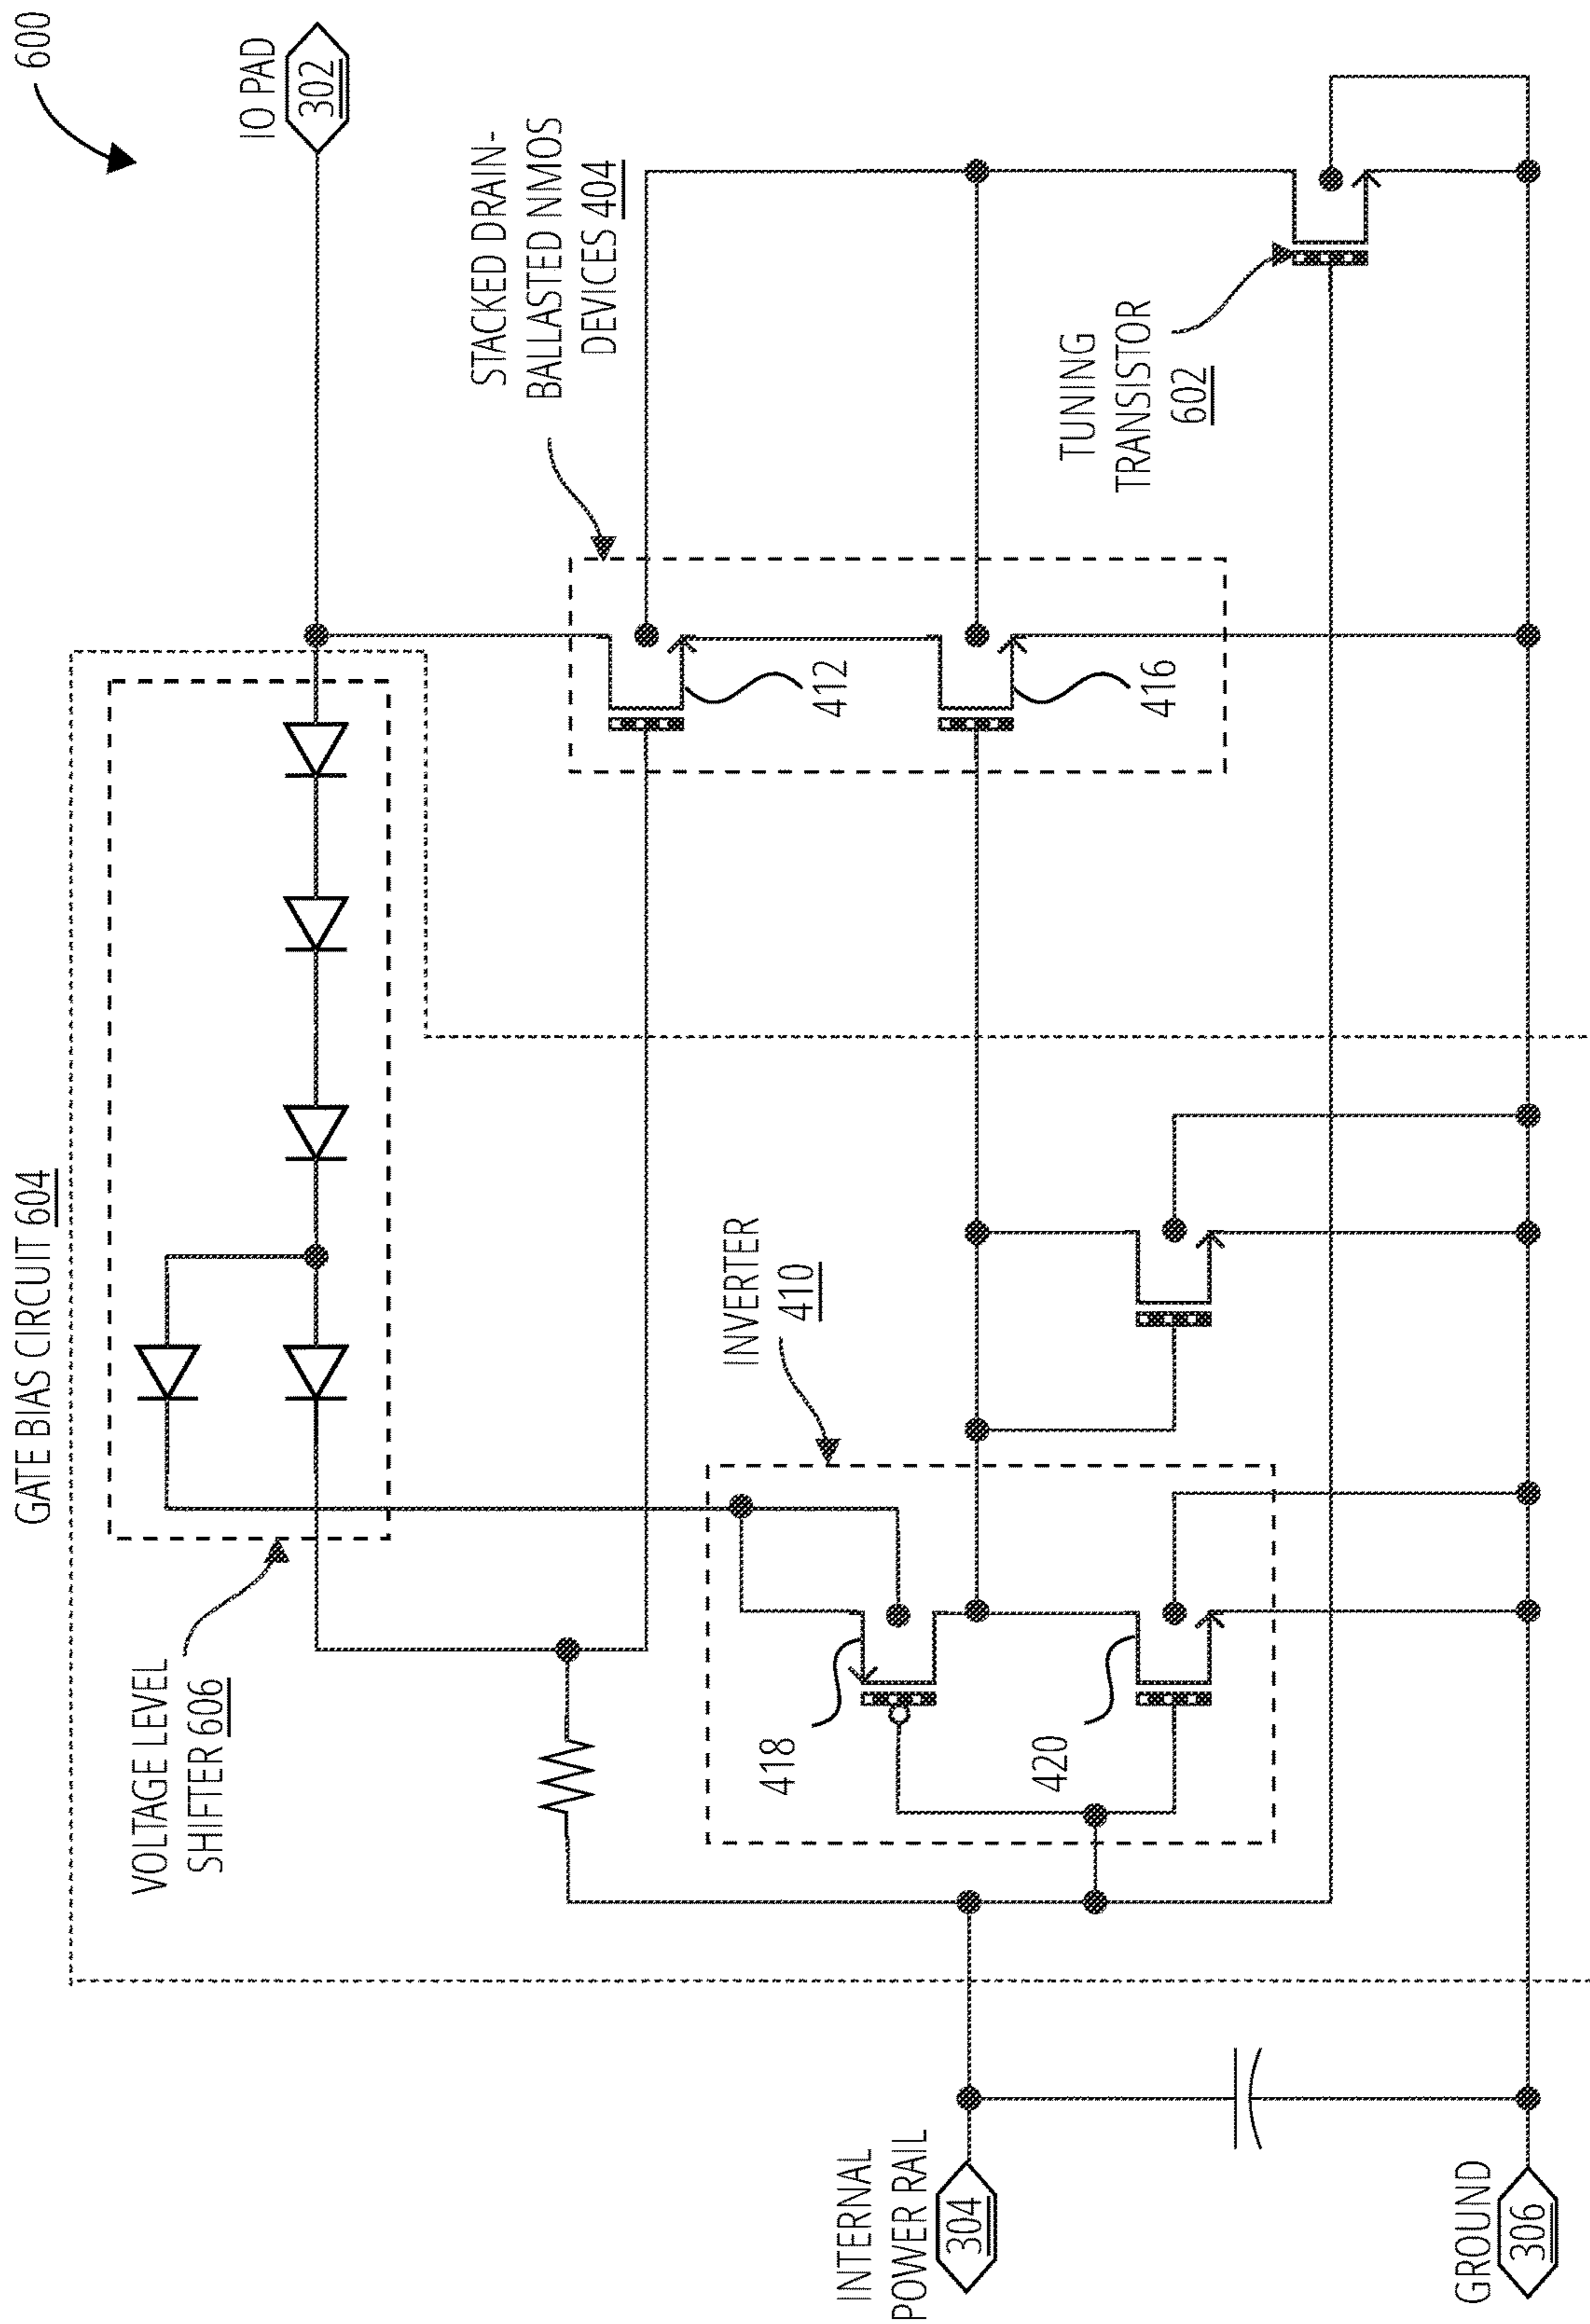 600
GATE BIAS CIRCUIT 604
VOLTAGE LEVEL
SHIFTER 606
IO PAD
302
STACKED DRAIN-
BALLASTED NMOS
DEVICES 404
412
416
INVERTER
410
418
420
TUNING
TRANSISTOR
602
INTERNAL
POWER RAIL
304
GROUND
306